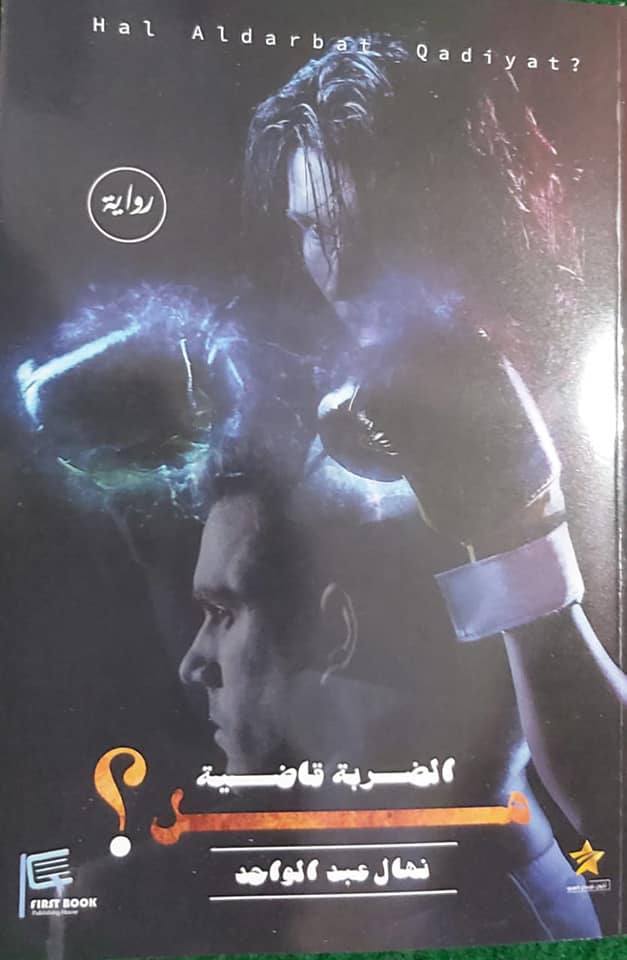 Hal Aldarbat Qadiyat?
رواية
الضربة قاضية
هل؟
نهال عبد الواحد
FIRST BOOK
Publishing House